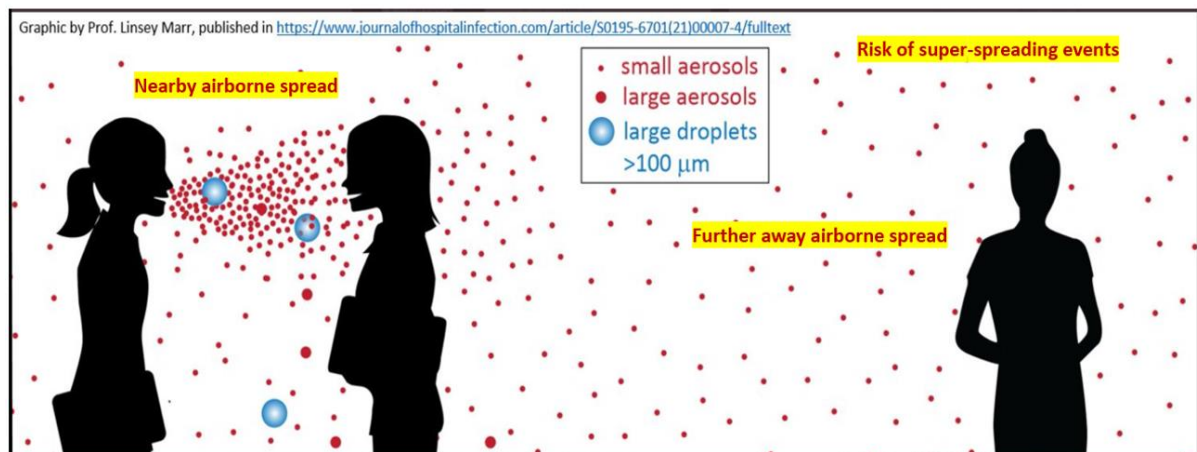 Graphic by Prof. Linsey Marr, published in https://www.journalofhospitalinfection.com/article/S0195-6701(21)00007-4/fulltext
Risk of super-spreading events
Nearby airborne spread
small aerosols
large aerosols
large droplets
>100 μm
Further away airborne spread